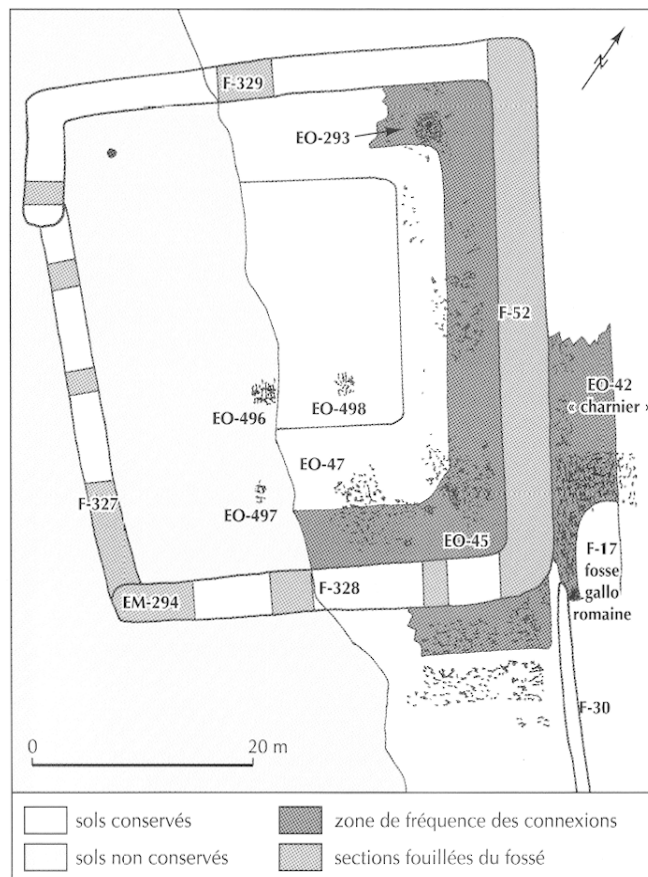 N
F-329
EO-293
F-52
EO-42
« charnier »
EO-496
EO-498
EO-47
F-327
EO-497
EO-45
F-17
fosse
gallo
romaine
EM-294
F-328
F-30
0
20 m
sols conservés
zone de fréquence des connexions
sols non conservés
sections fouillées du fossé